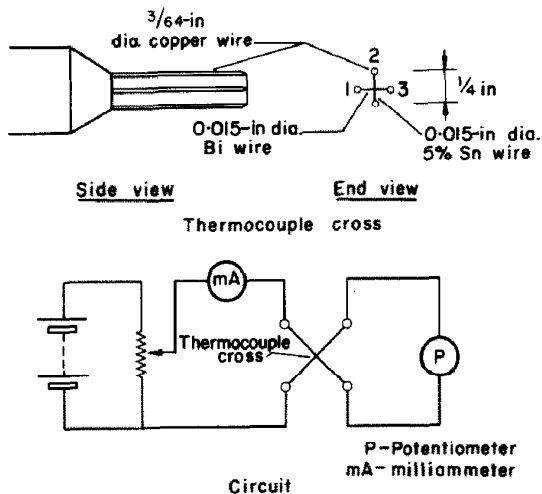 3/64-in
dia. copper wire
2
1
3
1/4 in
0·015-in dia.
Bi wire
0·015-in dia.
5% Sn wire
Side view
End view
Thermocouple cross
mA
Thermocouple
cross
P
P-Potentiometer
mA- milliammeter
Circuit